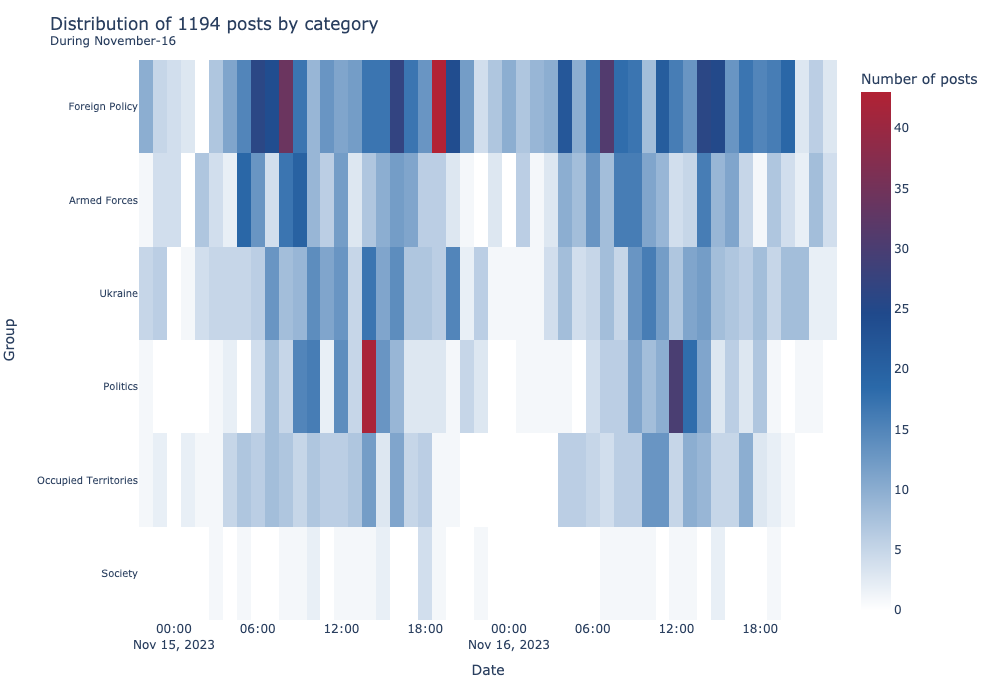 Distribution of 1194 posts by category
During November-16
Number of posts
Foreign Policy
Armed Forces
Ukraine
Politics
Occupied Territories
Society
Group
40
35
30
25
20
15
10
5
0
00:00 06:00 12:00 18:00 00:00 06:00 12:00 18:00
Nov 15, 2023 Nov 16, 2023
Date